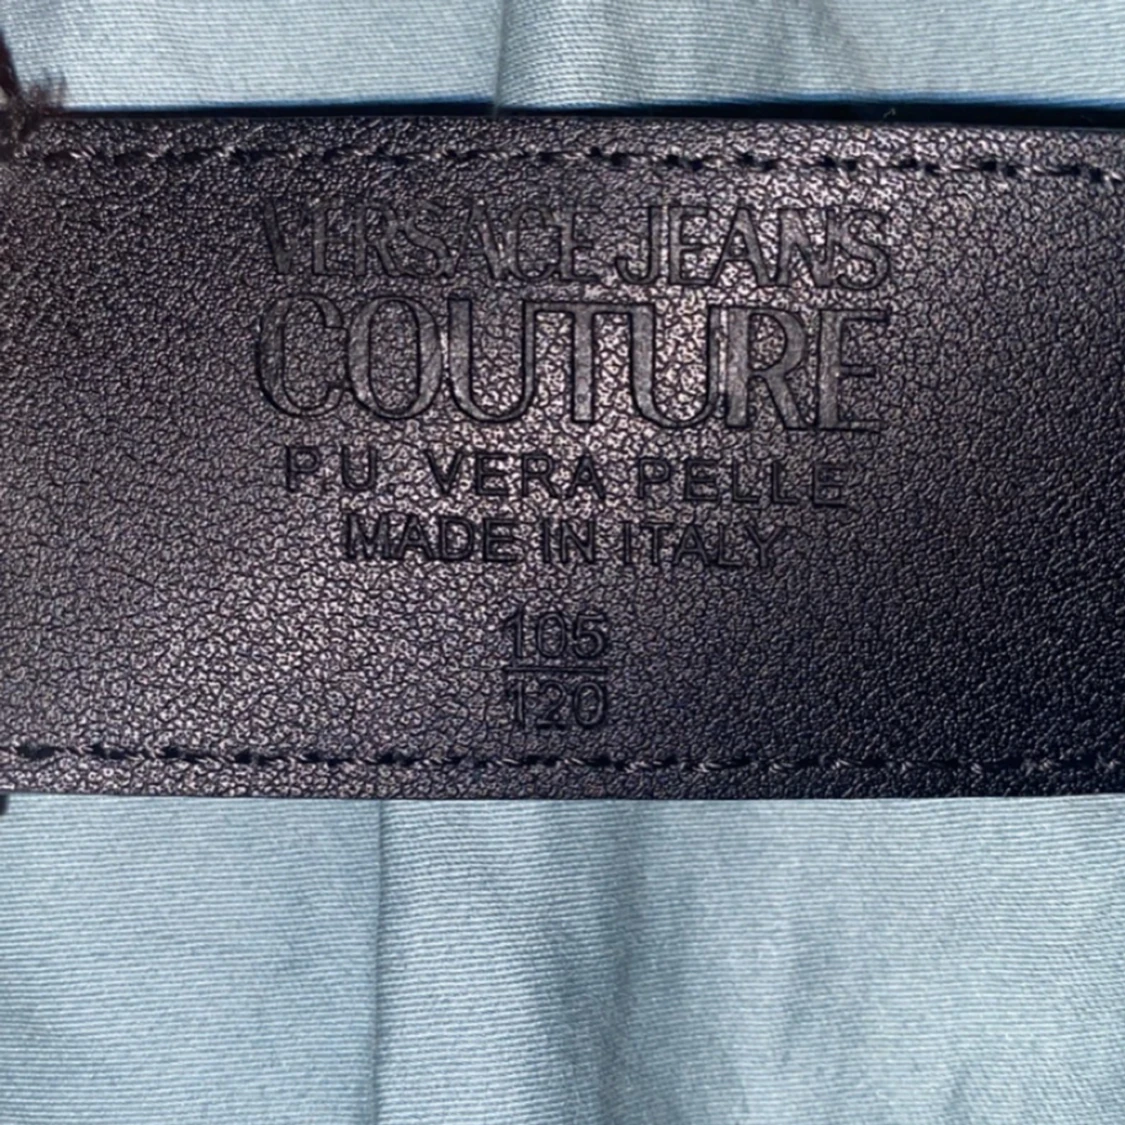 VERSACE JEANS
COUTURE
P.U. VERA PELLE
MADE IN ITALY
105
120